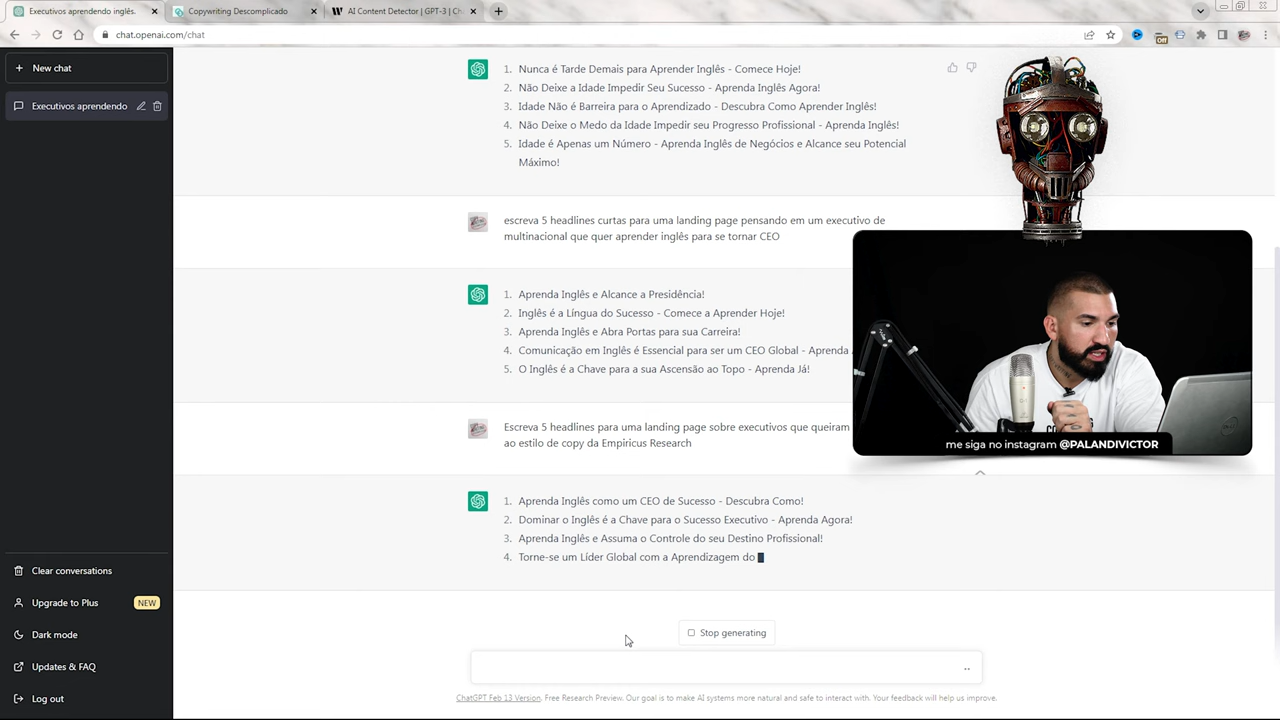 Executivos aprendendo inglês.
Copywriting Descomplicado
AI Content Detector | GPT-3 | Ch
chat.openai.com/chat
Off
New chat
Executivos aprendendo
1. Nunca é Tarde Demais para Aprender Inglês - Comece Hoje!
2. Não Deixe a Idade Impedir Seu Sucesso - Aprenda Inglês Agora!
3. Idade Não é Barreira para o Aprendizado - Descubra Como Aprender Inglês!
4. Não Deixe o Medo da Idade Impedir seu Progresso Profissional - Aprenda Inglês!
5. Idade é Apenas um Número - Aprenda Inglês de Negócios e Alcance seu Potencial
Máximo!
escreva 5 headlines curtas para uma landing page pensando em um executivo de
multinacional que quer aprender inglês para se tornar CEO
1. Aprenda Inglês e Alcance a Presidência!
2. Inglês é a Língua do Sucesso - Comece a Aprender Hoje!
3. Aprenda Inglês e Abra Portas para sua Carreira!
4. Comunicação em Inglês é Essencial para ser um CEO Global - Aprenda
5. O Inglês é a Chave para a sua Ascensão ao Topo - Aprenda Já!
Escreva 5 headlines para uma landing page sobre executivos que queiram
ao estilo de copy da Empiricus Research
me siga no instagram @PALANDIVICTOR
1. Aprenda Inglês como um CEO de Sucesso - Descubra Como!
2. Dominar o Inglês é a Chave para o Sucesso Executivo - Aprenda Agora!
3. Aprenda Inglês e Assuma o Controle do seu Destino Profissional!
4. Torne-se um Líder Global com a Aprendizagem do
Clear conversations
Upgrade to Plus NEW
Dark mode
Updates & FAQ
Log out
Stop generating
ChatGPT Feb 13 Version. Free Research Preview. Our goal is to make AI systems more natural and safe to interact with. Your feedback will help us improve.